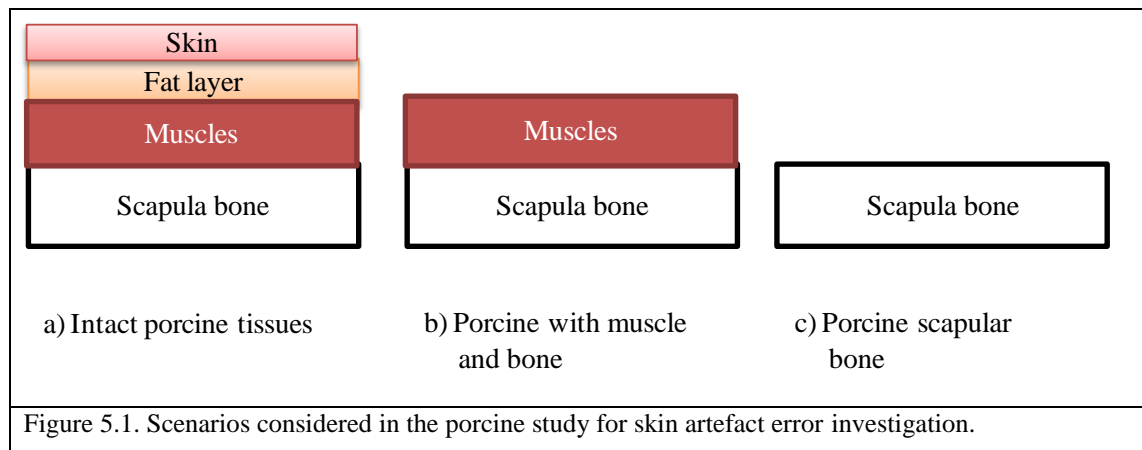 Skin
Fat layer
Muscles
Scapula bone
Muscles
Scapula bone
Scapula bone
a) Intact porcine tissues
b) Porcine with muscle
and bone
c) Porcine scapular
bone
Figure 5.1. Scenarios considered in the porcine study for skin artefact error investigation.